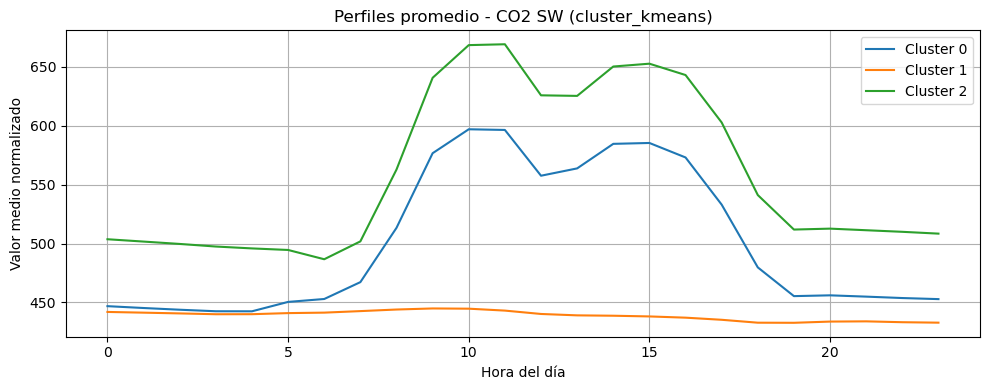 Perfiles promedio - CO2 SW (cluster_kmeans)
Valor medio normalizado
650
600
550
500
450
Cluster 0
Cluster 1
Cluster 2
0
5
10
15
20
Hora del día